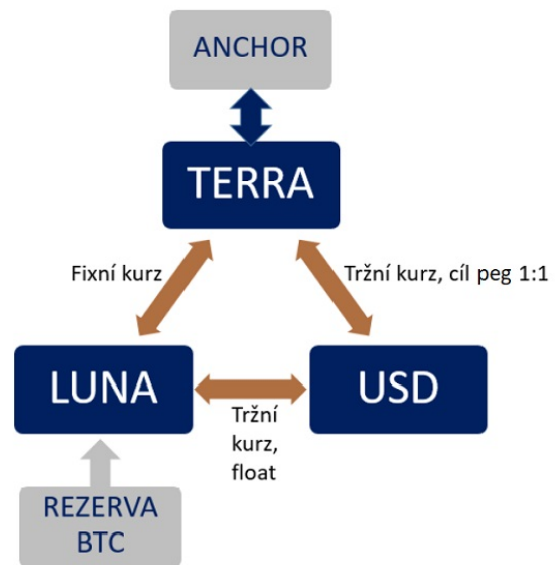 ANCHOR
TERRA
Fixní kurz
Tržní kurz, cíl peg 1:1
LUNA
USD
Tržní
kurz,
float
REZERVA
BTC